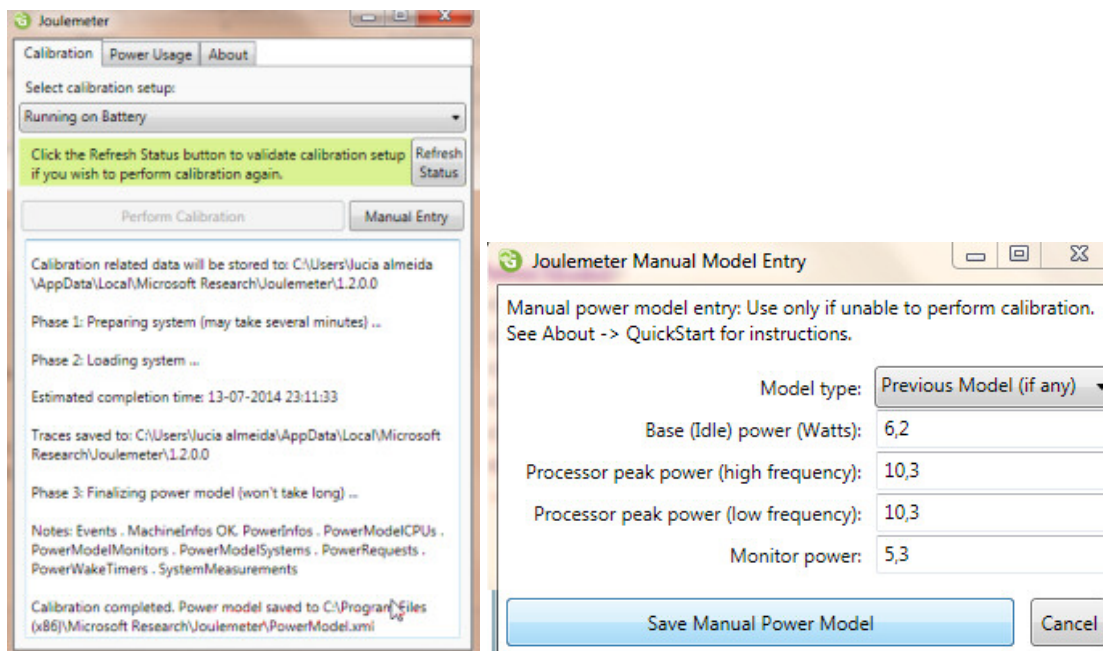 Joulemeter
Calibration Power Usage About
Select calibration setup:
Running on Battery
Click the Refresh Status button to validate calibration setup
if you wish to perform calibration again.
Refresh
Status
Perform Calibration
Manual Entry
Calibration related data will be stored to: C:\Users\lucia almeida
\AppData\Local\Microsoft Research\Joulemeter\1.2.0.0
Phase 1: Preparing system (may take several minutes) ...
Phase 2: Loading system ...
Estimated completion time: 13-07-2014 23:11:33
Traces saved to: C:\Users\lucia almeida\AppData\Local\Microsoft
Research\Joulemeter\1.2.0.0
Phase 3: Finalizing power model (won't take long) ...
Notes: Events . MachineInfos OK. PowerInfos . PowerModelCPUs .
PowerModelMonitors . PowerModelSystems . PowerRequests .
PowerWakeTimers . SystemMeasurements
Calibration completed. Power model saved to C:\Program Files
(x86)\Microsoft Research\Joulemeter\PowerModel.xml
Joulemeter Manual Model Entry
Manual power model entry: Use only if unable to perform calibration.
See About -> QuickStart for instructions.
Model type: Previous Model (if any)
Base (Idle) power (Watts): 6,2
Processor peak power (high frequency): 10,3
Processor peak power (low frequency): 10,3
Monitor power: 5,3
Save Manual Power Model
Cancel